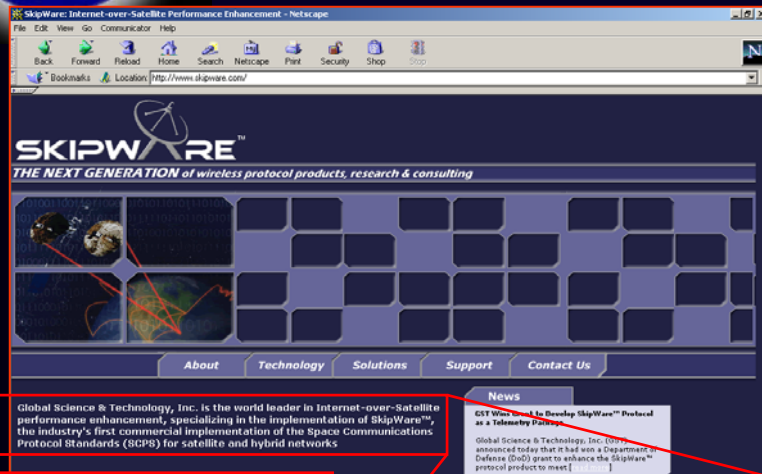 SkipWare: Internet-over-Satellite Performance Enhancement - Netscape
File Edit View Go Communicator Help
Back Forward Reload Home Search Netscape Print Security Shop Stop
Bookmarks Location: http://www.skipware.com/
N
SKIPWARE™
THE NEXT GENERATION of wireless protocol products, research & consulting
About Technology Solutions Support Contact Us
Global Science & Technology, Inc. is the world leader in Internet-over-Satellite
performance enhancement, specializing in the implementation of SkipWare™,
the industry's first commercial implementation of the Space Communications
Protocol Standards (SCPS) for satellite and hybrid networks
News
GST Wins Grant to Develop SkipWare™ Protocol
as a Telemetry Package
Global Science & Technology, Inc. (GST)
announced today that it had won a Department of
Defense (DoD) grant to enhance the SkipWare™
protocol product to meet [read more]